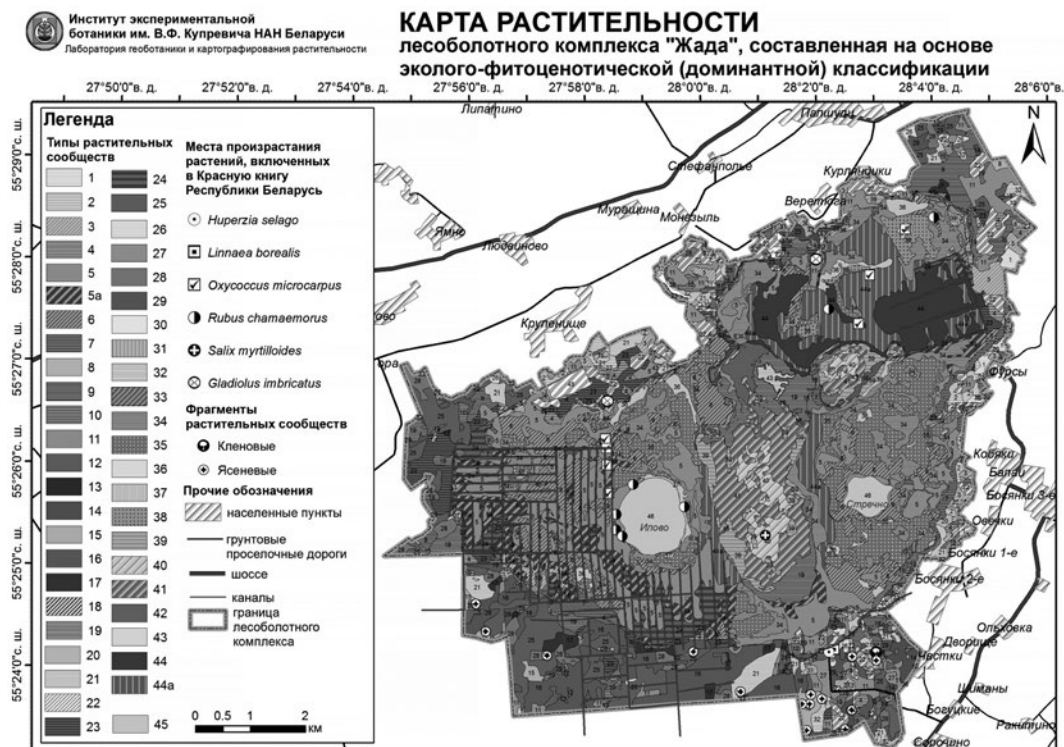 Институт экспериментальной
ботаники им. В.Ф. Купревича НАН Беларуси
Лаборатория геоботаники и картографирования растительности
КАРТА РАСТИТЕЛЬНОСТИ
лесоболотного комплекса "Жада", составленная на основе
эколого-фитоценотической (доминантной) классификации
27°50'0"в. д. 27°52'0"в. д. 27°54'0"в. д. 27°56'0"в. д. 27°58'0"в. д. 28°0'0"в. д. 28°2'0"в. д. 28°4'0"в. д. 28°6'0"в.
55°29'0"с. ш.
55°28'0"с. ш.
55°27'0"с. ш.
55°26'0"с. ш.
55°25'0"с. ш.
55°24'0"с. ш.
Легенда
Типы растительных
сообществ
1
2
3
4
5
5а
6
7
8
9
10
11
12
13
14
15
16
17
18
19
20
21
22
23
24
25
26
27
28
29
30
31
32
33
34
35
36
37
38
39
40
41
42
43
44
44а
45
Места произрастания
растений, включенных
в Красную книгу
Республики Беларусь
Huperzia selago
Linnaea borealis
Oxycoccus microcarpus
Rubus chamaemorus
Salix myrtilloides
Gladiolus imbricatus
Фрагменты
растительных сообществ
Кленовые
Ясеневые
Прочие обозначения
населенные пункты
грунтовые
проселочные дороги
шоссе
каналы
граница
лесоболотного
комплекса
0 0.5 1 2
км
N
Липатино
Папшули
Стефанполье
Курляндики
Веретюга
Мурашина
Монезыль
Ямно
Людвиново
Крупенище
Фурсы
Кобяки
Балаи
Босянки 3-е
Овечки
Босянки 1-е
Босянки 2-е
Ольховка
Дворище
Частки
Шиманы
Богуцкие
Ракитино
Сорочино
Илово
Стречно